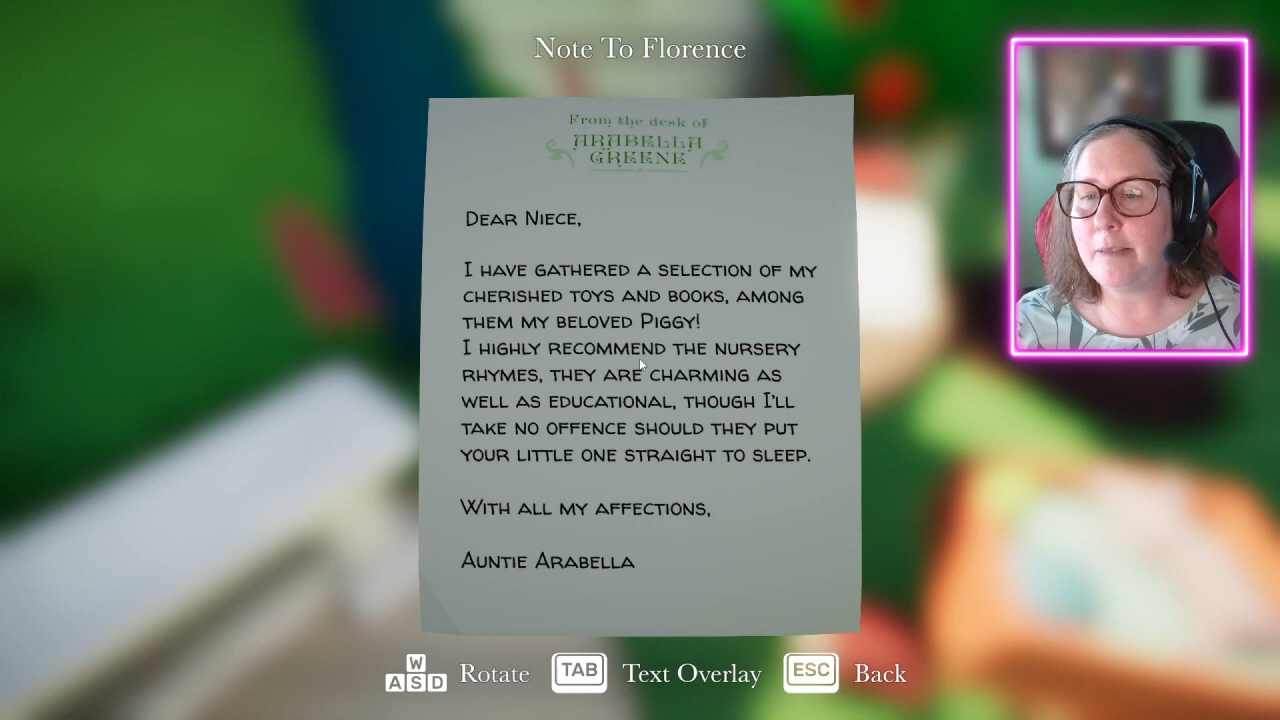 Note To Florence
From the desk of
ARABELLA
GREENE
DEAR NIECE,
I HAVE GATHERED A SELECTION OF MY
CHERISHED TOYS AND BOOKS, AMONG
THEM MY BELOVED PIGGY!
I HIGHLY RECOMMEND THE NURSERY
RHYMES, THEY ARE CHARMING AS
WELL AS EDUCATIONAL, THOUGH I'LL
TAKE NO OFFENCE SHOULD THEY PUT
YOUR LITTLE ONE STRAIGHT TO SLEEP.
WITH ALL MY AFFECTIONS,
AUNTIE ARABELLA
W
A S D Rotate TAB Text Overlay ESC Back